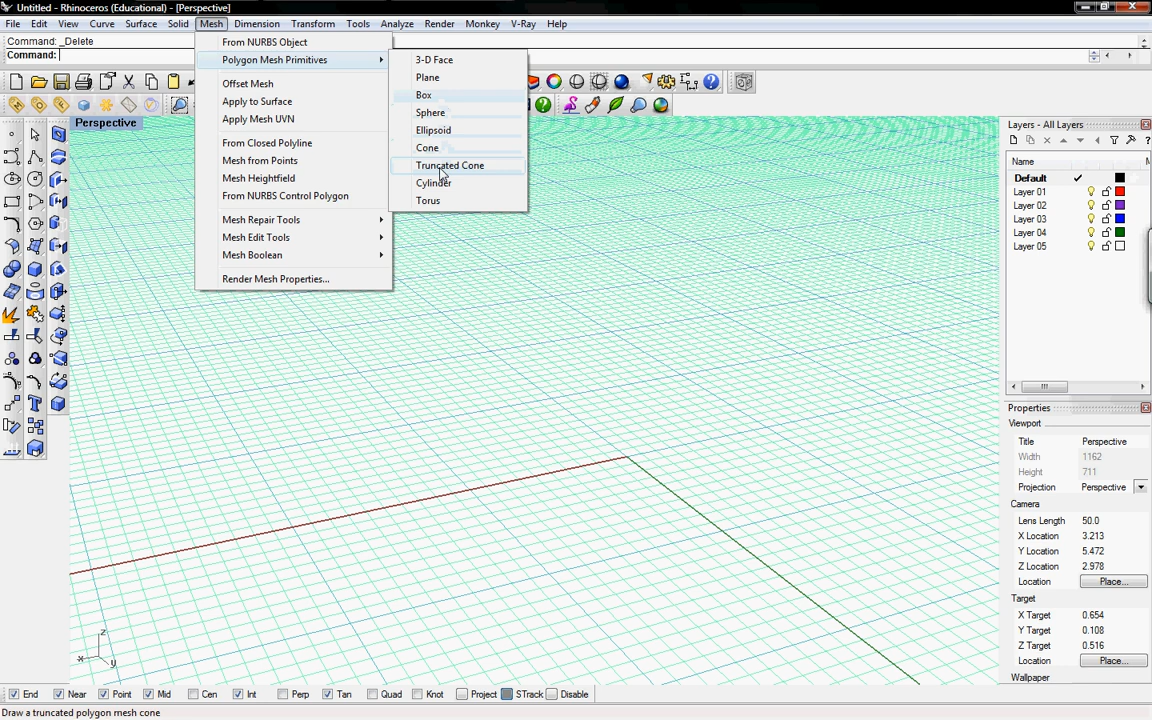 Untitled - Rhinoceros (Educational) - [Perspective]
File Edit View Curve Surface Solid Mesh Dimension Transform Tools Analyze Render Monkey V-Ray Help
Command: _Delete
Command:
From NURBS Object
Polygon Mesh Primitives
Offset Mesh
Apply to Surface
Apply Mesh UVN
From Closed Polyline
Mesh from Points
Mesh Heightfield
From NURBS Control Polygon
Mesh Repair Tools
Mesh Edit Tools
Mesh Boolean
Render Mesh Properties...
3-D Face
Plane
Box
Sphere
Ellipsoid
Cone
Truncated Cone
Cylinder
Torus
Perspective
x
y
z
Layers - All Layers
Name M
Default
Layer 01
Layer 02
Layer 03
Layer 04
Layer 05
Properties
Viewport
Title Perspective
Width 1162
Height 711
Projection Perspective
Camera
Lens Length 50.0
X Location 3.213
Y Location 5.472
Z Location 2.978
Location Place...
Target
X Target 0.654
Y Target 0.108
Z Target 0.516
Location Place...
Wallpaper
End Near Point Mid Cen Int Perp Tan Quad Knot Project STrack Disable
Draw a truncated polygon mesh cone